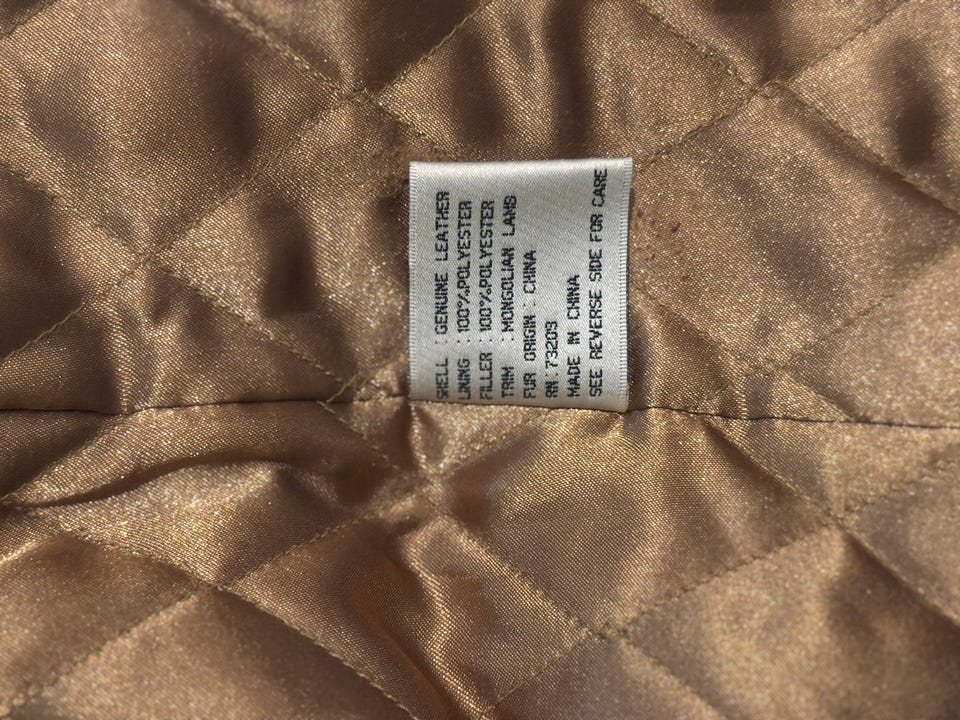 SHELL : GENUINE LEATHER
LINING : 100%POLYESTER
FILLER : 100%POLYESTER
TRIM : MONGOLIAN LAMB
FUR ORIGIN : CHINA
RN : 73209
MADE IN CHINA
SEE REVERSE SIDE FOR CARE